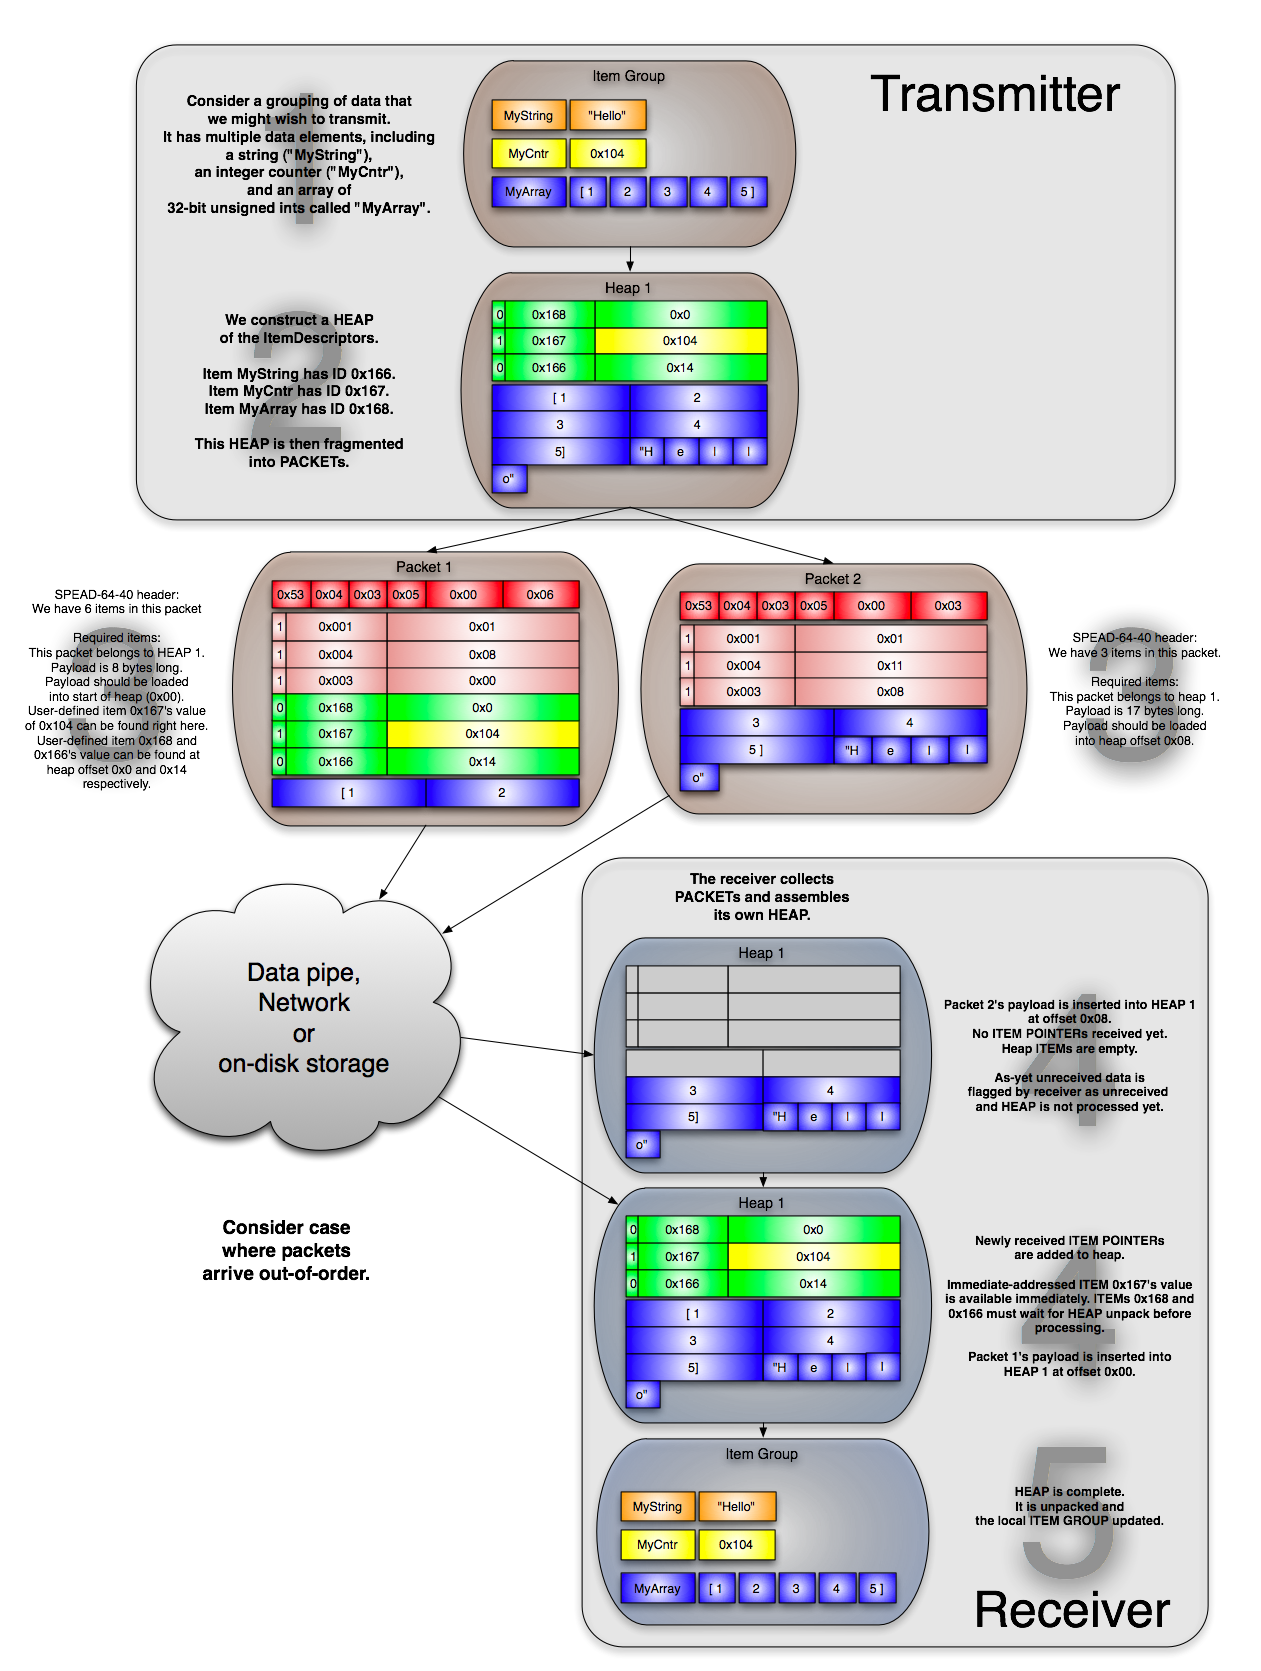 Transmitter
1
Consider a grouping of data that
we might wish to transmit.
It has multiple data elements, including
a string ("MyString"),
an integer counter ("MyCntr"),
and an array of
32-bit unsigned ints called "MyArray".
Item Group
MyString "Hello"
MyCntr 0x104
MyArray [ 1 2 3 4 5 ]
2
We construct a HEAP
of the ItemDescriptors.
Item MyString has ID 0x166.
Item MyCntr has ID 0x167.
Item MyArray has ID 0x168.
This HEAP is then fragmented
into PACKETs.
Heap 1
0 0x168 0x0
1 0x167 0x104
0 0x166 0x14
[ 1 2
3 4
5] "H e l l
o"
3
SPEAD-64-40 header:
We have 6 items in this packet
Required items:
This packet belongs to HEAP 1.
Payload is 8 bytes long.
Payload should be loaded
into start of heap (0x00).
User-defined item 0x167's value
of 0x104 can be found right here.
User-defined item 0x168 and
0x166's value can be found at
heap offset 0x0 and 0x14
respectively.
Packet 1
0x53 0x04 0x03 0x05 0x00 0x06
1 0x001 0x01
1 0x004 0x08
1 0x003 0x00
0 0x168 0x0
1 0x167 0x104
0 0x166 0x14
[ 1 2
Packet 2
0x53 0x04 0x03 0x05 0x00 0x03
1 0x001 0x01
1 0x004 0x11
1 0x003 0x08
3 4
5 ] "H e l l
o"
3
SPEAD-64-40 header:
We have 3 items in this packet.
Required items:
This packet belongs to heap 1.
Payload is 17 bytes long.
Payload should be loaded
into heap offset 0x08.
Data pipe,
Network
or
on-disk storage
Consider case
where packets
arrive out-of-order.
The receiver collects
PACKETs and assembles
its own HEAP.
Heap 1
3 4
5] "H e l l
o"
4
Packet 2's payload is inserted into HEAP 1
at offset 0x08.
No ITEM POINTERs received yet.
Heap ITEMs are empty.
As-yet unreceived data is
flagged by receiver as unreceived
and HEAP is not processed yet.
Heap 1
0 0x168 0x0
1 0x167 0x104
0 0x166 0x14
[ 1 2
3 4
5] "H e l l
o"
4
Newly received ITEM POINTERs
are added to heap.
Immediate-addressed ITEM 0x167's value
is available immediately. ITEMs 0x168 and
0x166 must wait for HEAP unpack before
processing.
Packet 1's payload is inserted into
HEAP 1 at offset 0x00.
Item Group
MyString "Hello"
MyCntr 0x104
MyArray [ 1 2 3 4 5 ]
5
HEAP is complete.
It is unpacked and
the local ITEM GROUP updated.
Receiver